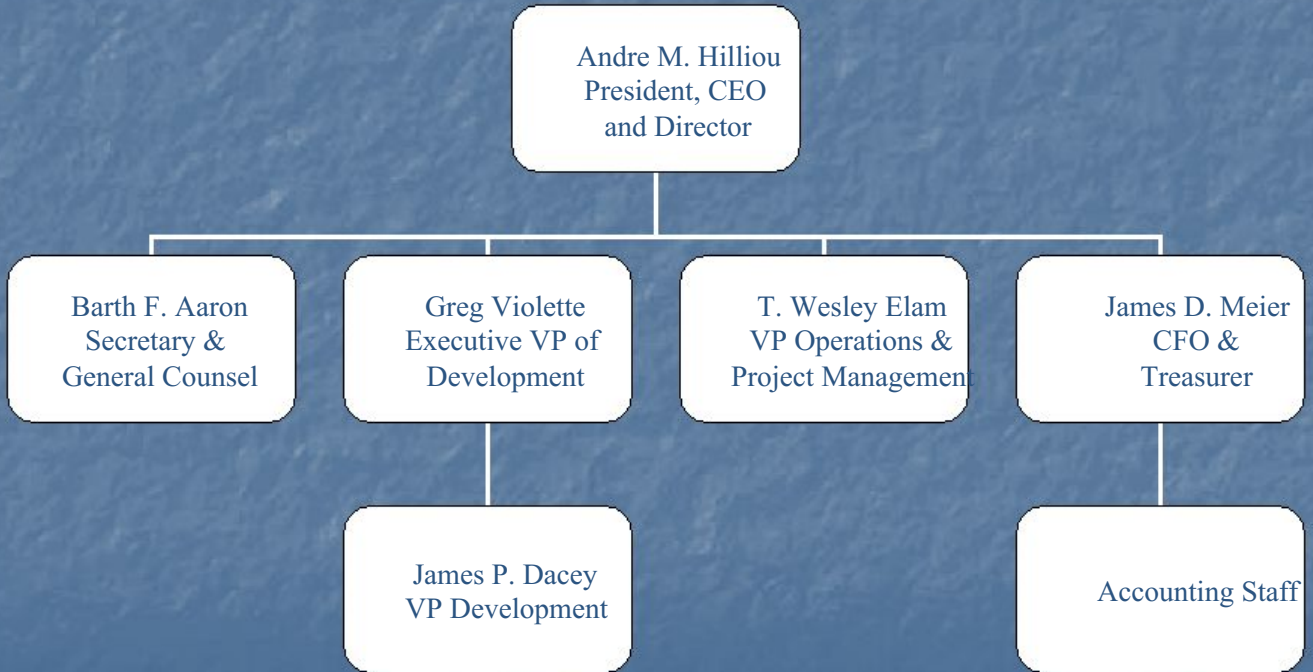 Andre M. Hilliou
President, CEO
and Director
Barth F. Aaron
Secretary &
General Counsel
Greg Violette
Executive VP of
Development
T. Wesley Elam
VP Operations &
Project Management
James D. Meier
CFO &
Treasurer
James P. Dacey
VP Development
Accounting Staff